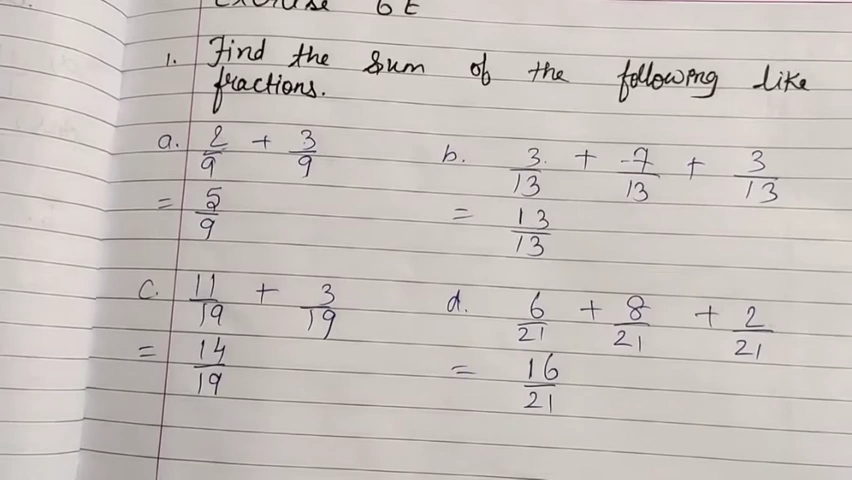 Exercise 6E
1. Find the sum of the following like
fractions.
a. 2/9 + 3/9
= 5/9
b. 3/13 + -7/13 + 3/13
= 13/13
c. 11/19 + 3/19
= 14/19
d. 6/21 + 8/21 + 2/21
= 16/21